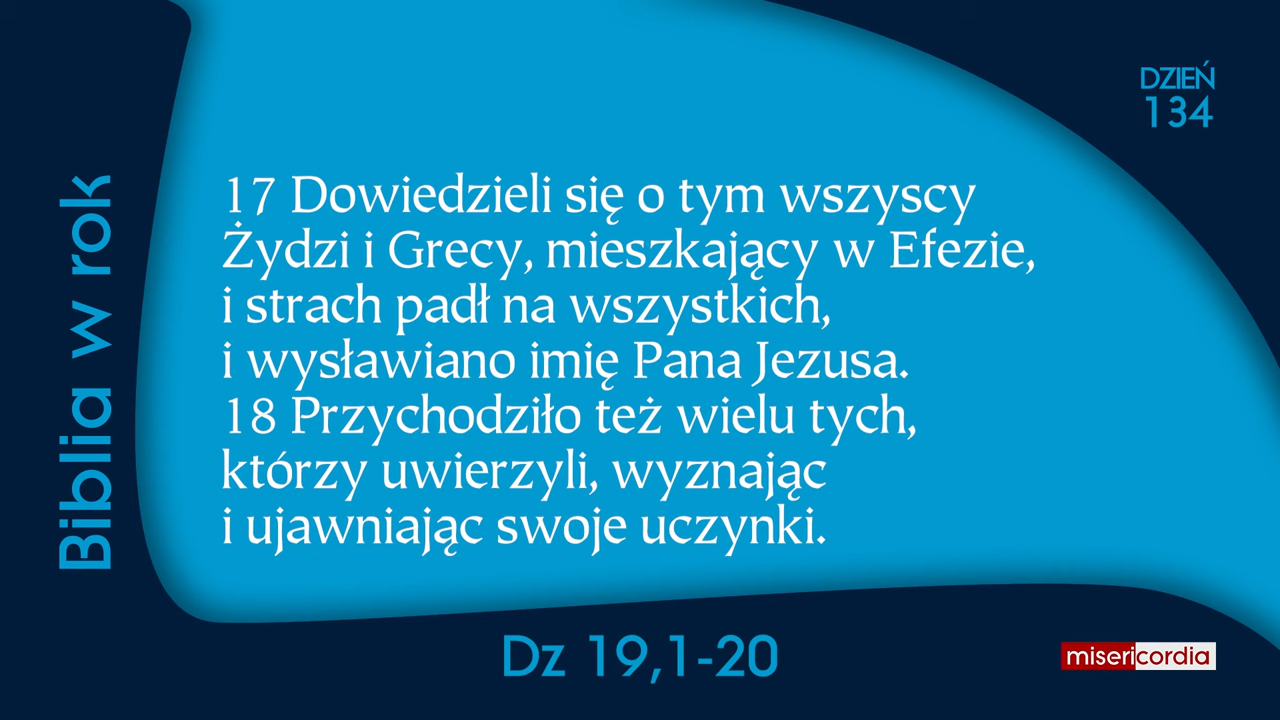 DZIEŃ
134
Biblia w rok
17 Dowiedzieli się o tym wszyscy
Żydzi i Grecy, mieszkający w Efezie,
i strach padł na wszystkich,
i wysławiano imię Pana Jezusa.
18 Przychodziło też wielu tych,
którzy uwierzyli, wyznając
i ujawniając swoje uczynki.
Dz 19,1-20
misericordia